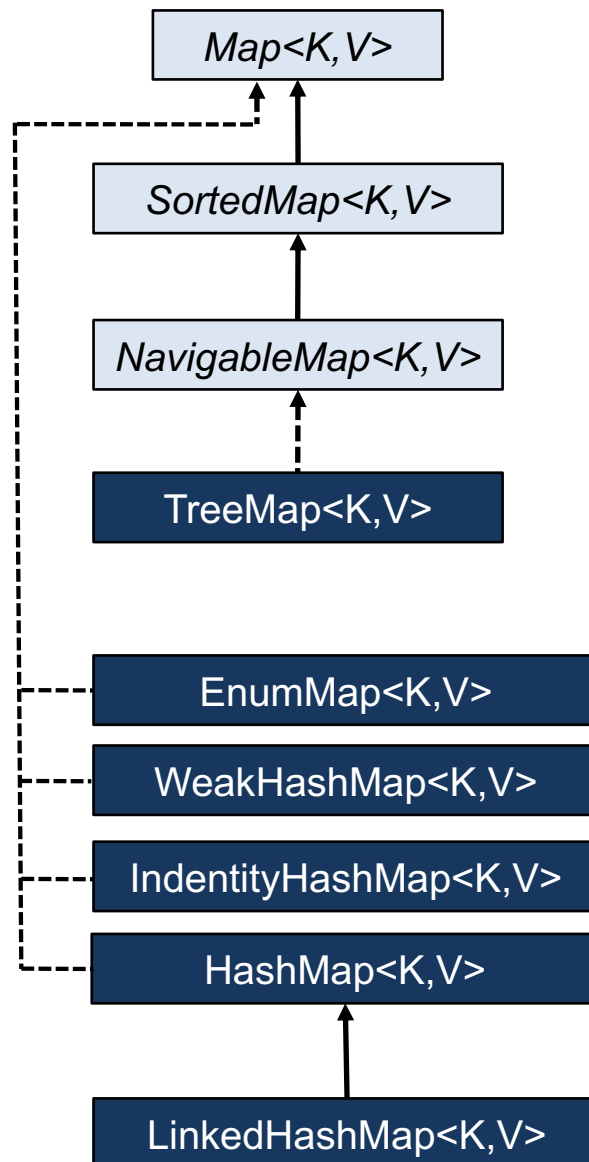 Map<K,V>
SortedMap<K,V>
NavigableMap<K,V>
TreeMap<K,V>
EnumMap<K,V>
WeakHashMap<K,V>
IndentityHashMap<K,V>
HashMap<K,V>
LinkedHashMap<K,V>